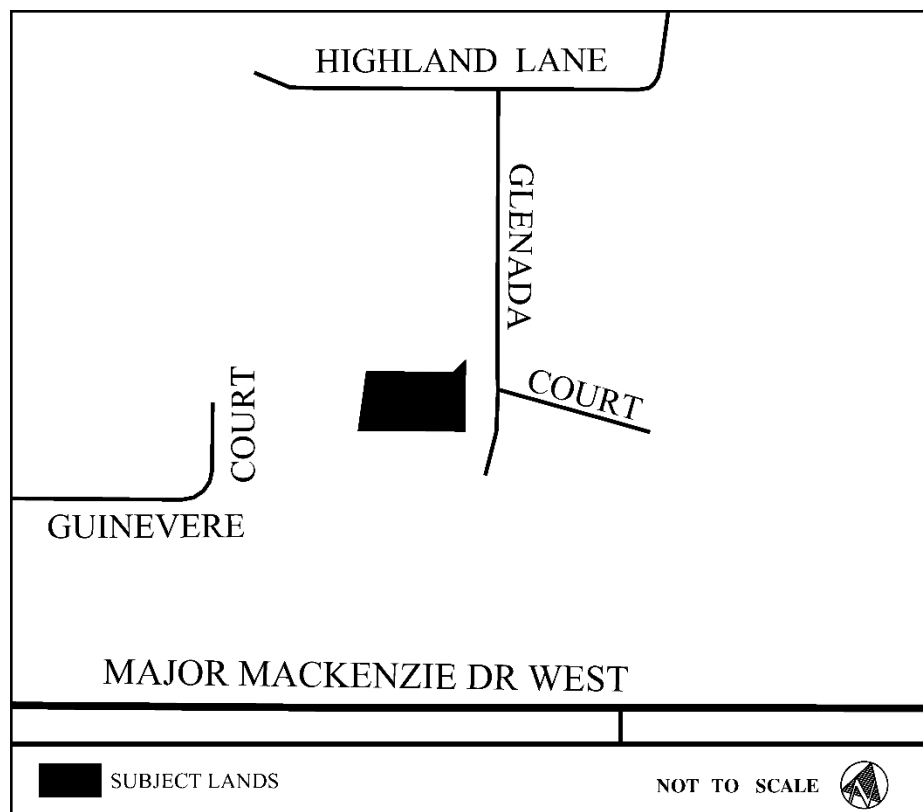 HIGHLAND LANE
GLENADA
COURT
COURT
GUINEVERE
MAJOR MACKENZIE DR WEST
SUBJECT LANDS
NOT TO SCALE